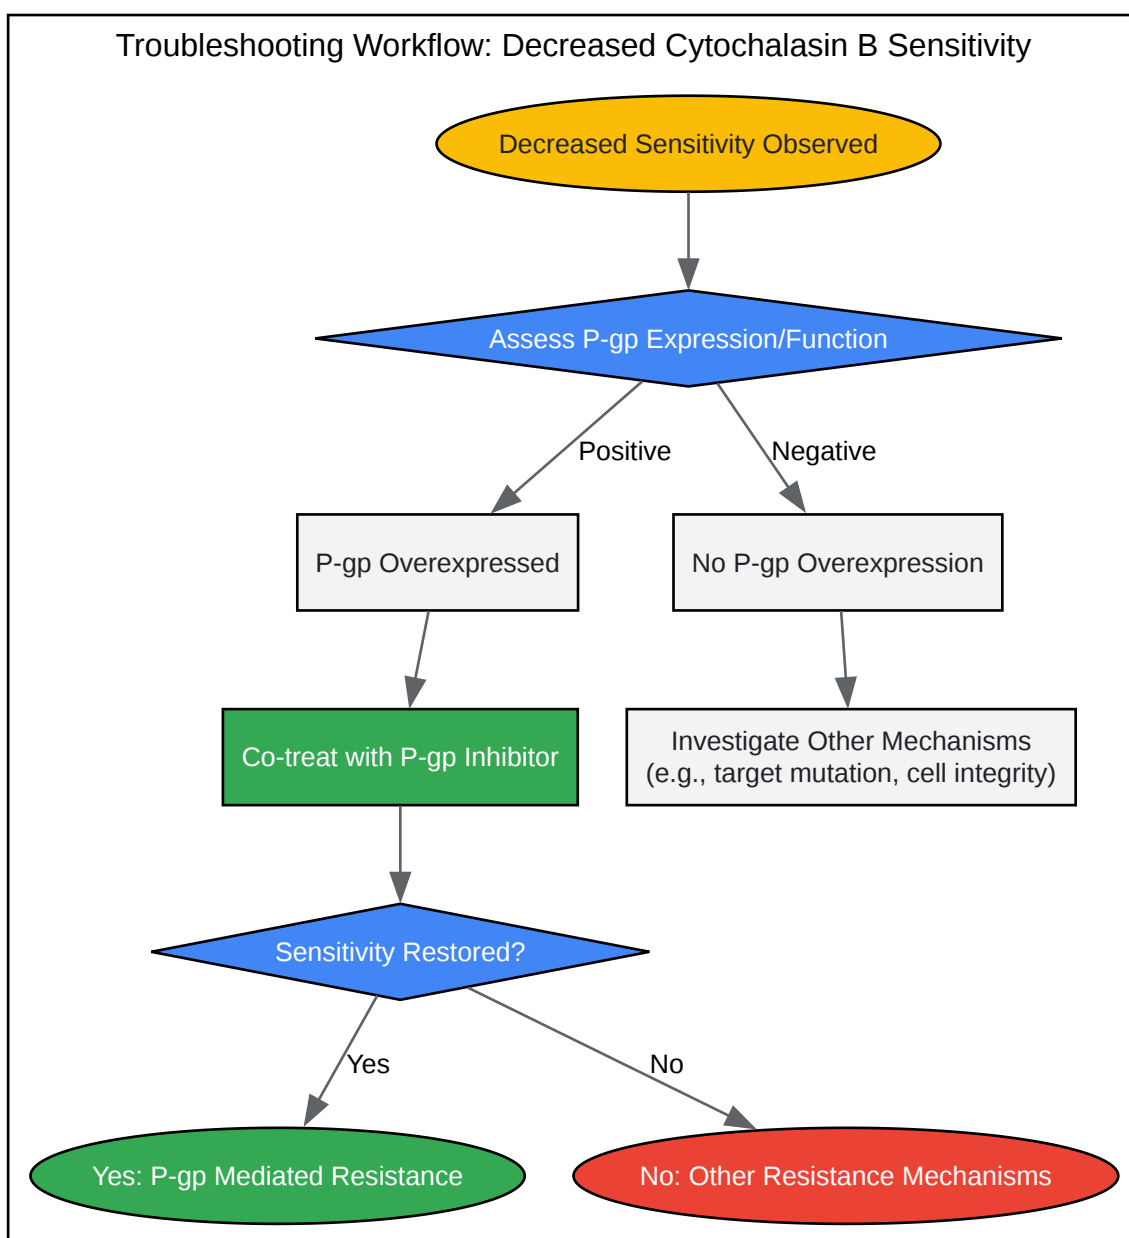 Troubleshooting Workflow: Decreased Cytochalasin B Sensitivity
Decreased Sensitivity Observed
Assess P-gp Expression/Function
Positive
Negative
P-gp Overexpressed
No P-gp Overexpression
Co-treat with P-gp Inhibitor
Investigate Other Mechanisms
(e.g., target mutation, cell integrity)
Sensitivity Restored?
Yes
No
Yes: P-gp Mediated Resistance
No: Other Resistance Mechanisms